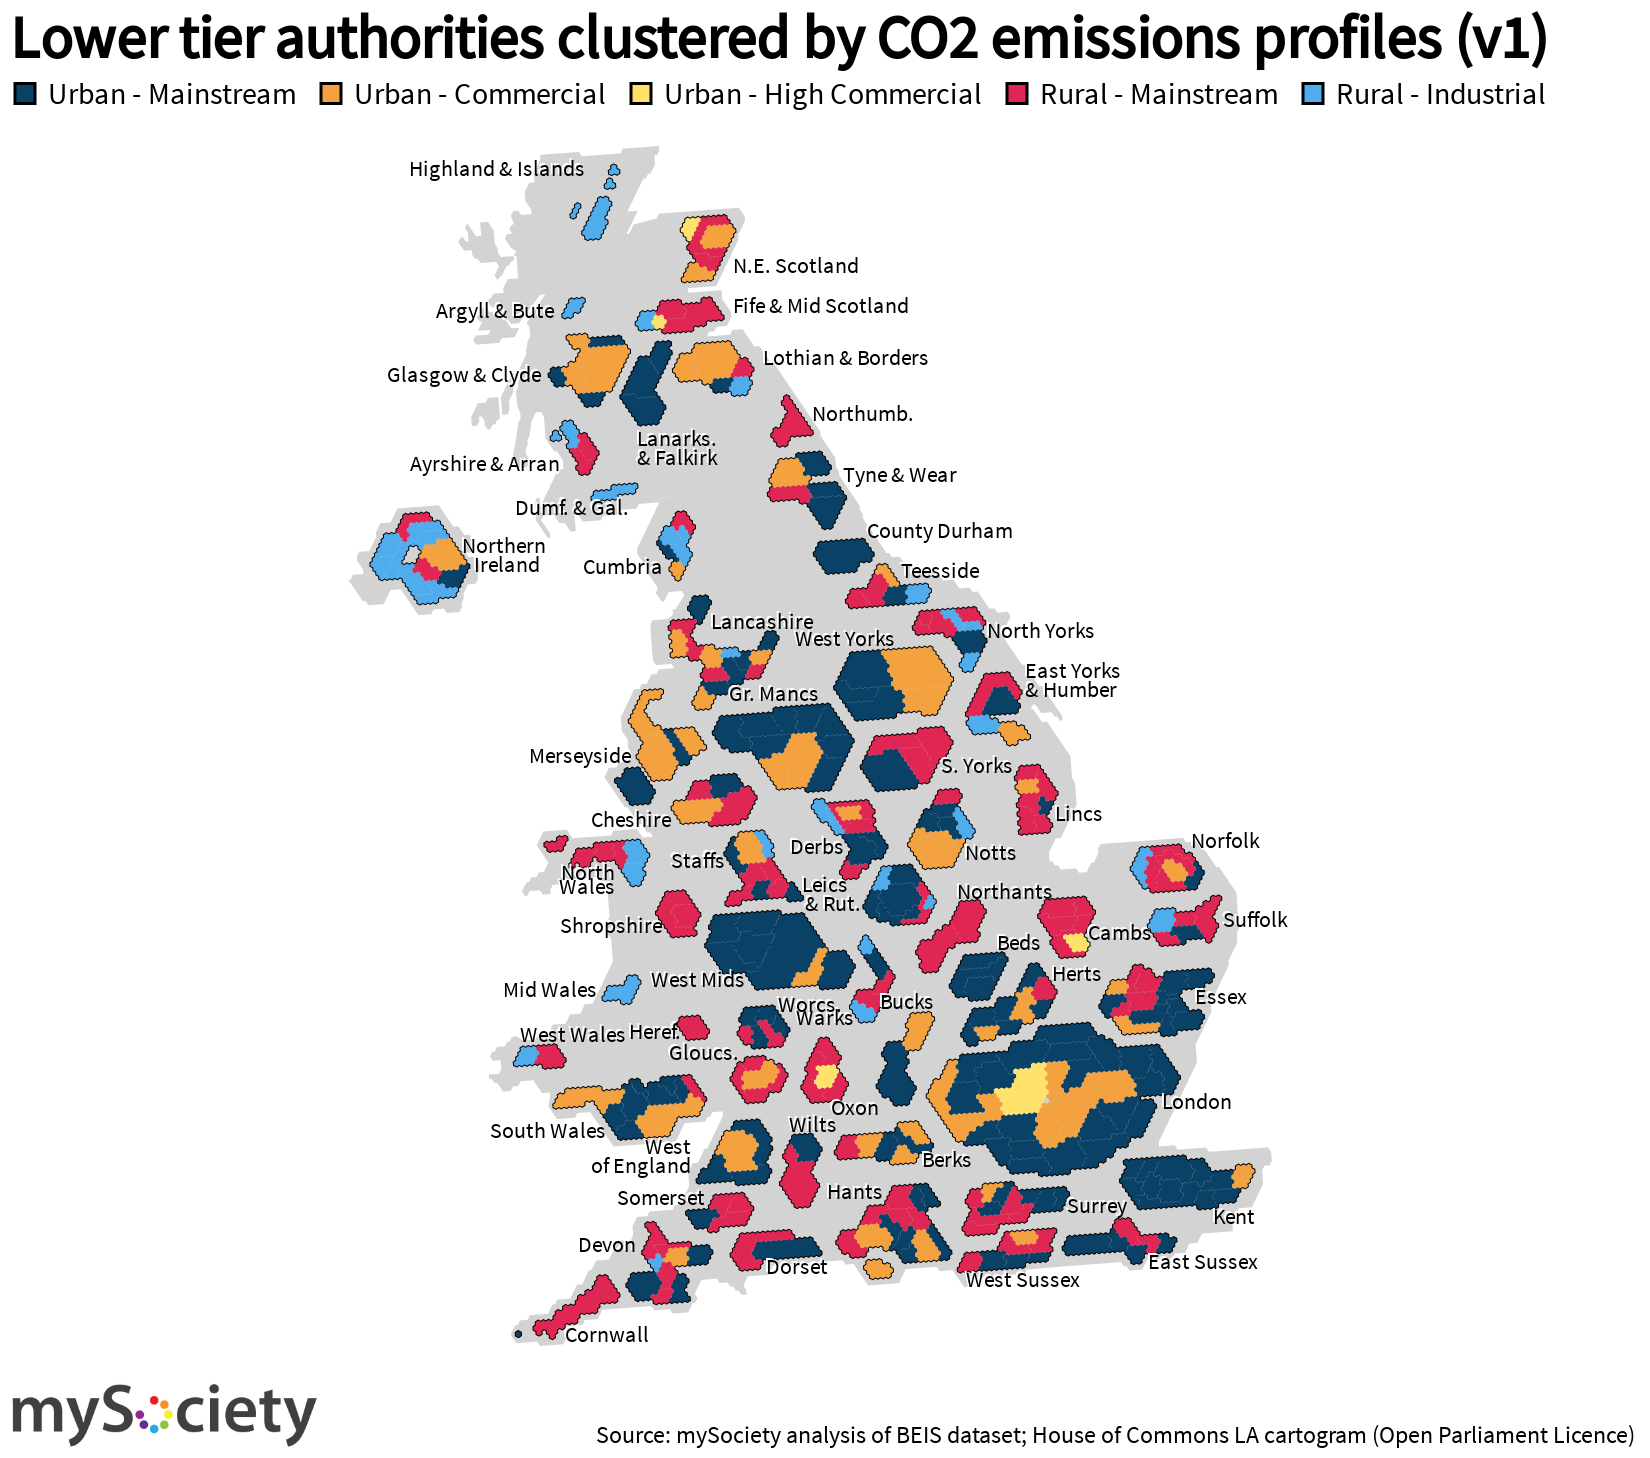 Lower tier authorities clustered by CO2 emissions profiles (v1)
Urban - Mainstream
Urban - Commercial
Urban - High Commercial
Rural - Mainstream
Rural - Industrial
Highland & Islands
N.E. Scotland
Argyll & Bute
Fife & Mid Scotland
Glasgow & Clyde
Lothian & Borders
Northumb.
Lanarks.
& Falkirk
Ayrshire & Arran
Tyne & Wear
Dumf. & Gal.
County Durham
Northern
Ireland
Cumbria
Teesside
Lancashire
West Yorks
North Yorks
East Yorks
& Humber
Gr. Mancs
Merseyside
S. Yorks
Cheshire
Lincs
Derbs
Notts
Norfolk
Staffs
North
Wales
Leics
& Rut.
Northants
Shropshire
Cambs
Suffolk
Beds
West Mids
Herts
Mid Wales
Essex
Worcs.
Warks
Bucks
West Wales
Heref.
Gloucs.
Oxon
London
South Wales
Wilts
West
of England
Berks
Somerset
Hants
Surrey
Kent
Devon
Dorset
West Sussex
East Sussex
Cornwall
mySociety
Source: mySociety analysis of BEIS dataset; House of Commons LA cartogram (Open Parliament Licence)